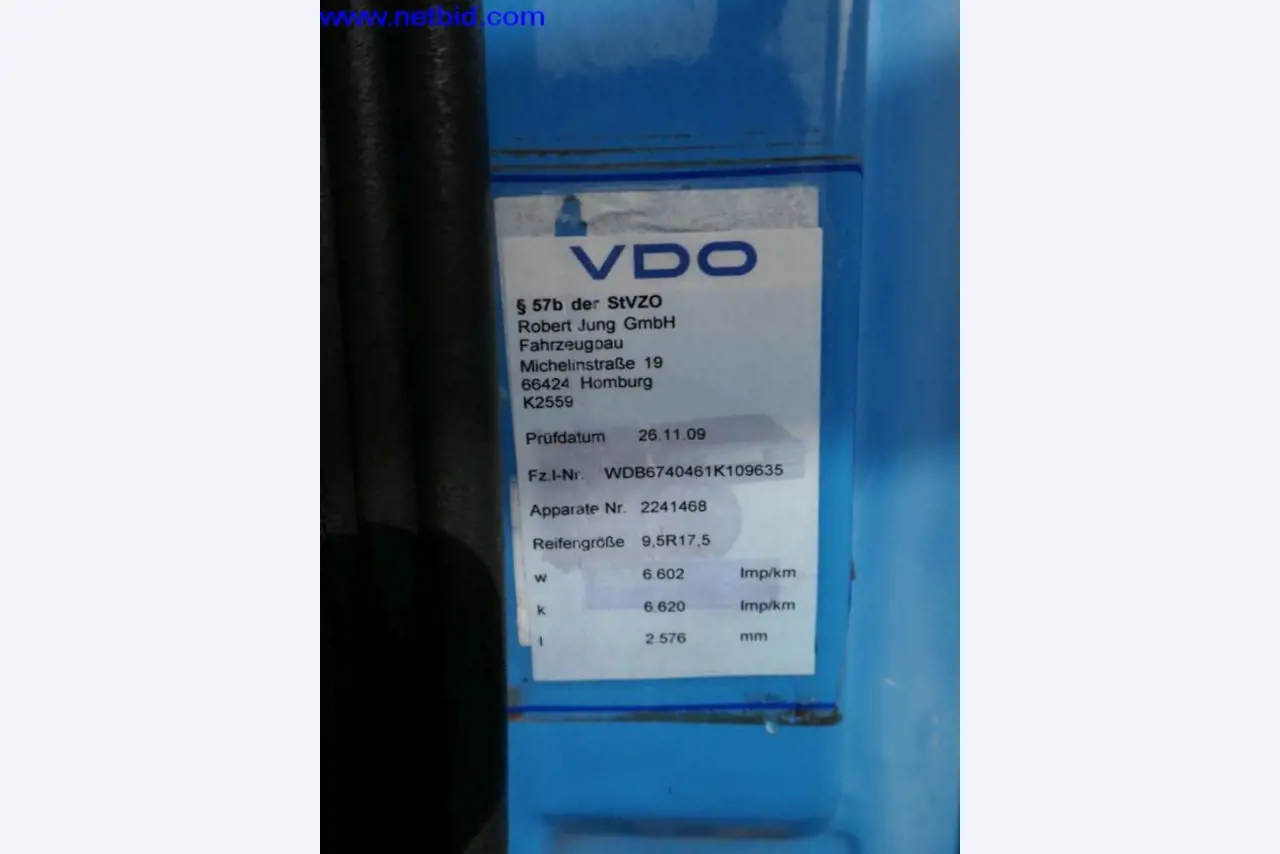 www.netbid.com
VDO
§ 57b der StVZO
Robert Jung GmbH
Fahrzeugbau
Michelinstraße 19
66424 Homburg
K2559
Prüfdatum 26.11.09
Fz.I-Nr. WDB6740461K109635
Apparate Nr. 2241468
Reifengröße 9,5R17,5
w 6.602 Imp/km
k 6.620 Imp/km
l 2.576 mm